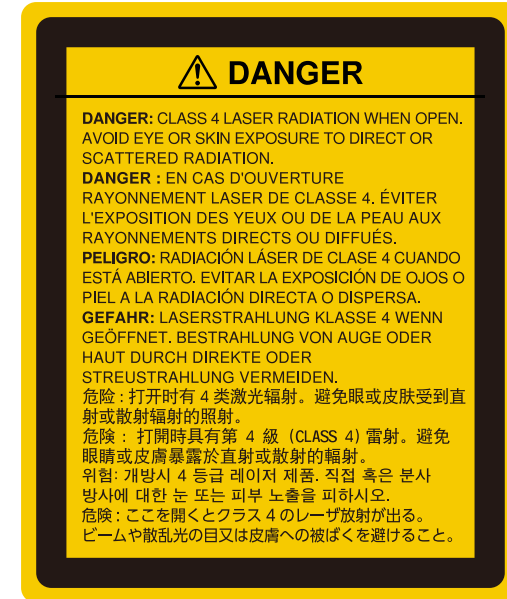 DANGER
DANGER: CLASS 4 LASER RADIATION WHEN OPEN.
AVOID EYE OR SKIN EXPOSURE TO DIRECT OR
SCATTERED RADIATION.
DANGER : EN CAS D'OUVERTURE
RAYONNEMENT LASER DE CLASSE 4. ÉVITER
L'EXPOSITION DES YEUX OU DE LA PEAU AUX
RAYONNEMENTS DIRECTS OU DIFFUÉS.
PELIGRO: RADIACIÓN LÁSER DE CLASE 4 CUANDO
ESTÁ ABIERTO. EVITAR LA EXPOSICIÓN DE OJOS O
PIEL A LA RADIACIÓN DIRECTA O DISPERSA.
GEFAHR: LASERSTRAHLUNG KLASSE 4 WENN
GEÖFFNET. BESTRAHLUNG VON AUGE ODER
HAUT DURCH DIREKTE ODER
STREUSTRAHLUNG VERMEIDEN.
危险 : 打开时有 4 类激光辐射。避免眼或皮肤受到直
射或散射辐射的照射。
危険 : 打開時具有第 4 級 (CLASS 4) 雷射。避免
眼睛或皮膚暴露於直射或散射的輻射。
위험: 개방시 4 등급 레이저 제품. 직접 혹은 분사
방사에 대한 눈 또는 피부 노출을 피하시오.
危険 : ここを開くとクラス 4 のレーザ放射が出る。
ビームや散乱光の目又は皮膚への被ばくを避けること。